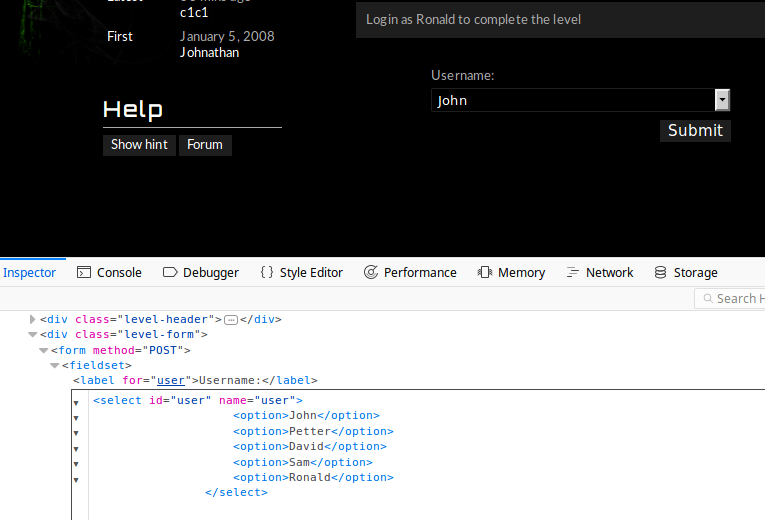 c1c1
First January 5, 2008
Johnathan
Login as Ronald to complete the level
Username:
John
Submit
Help
Show hint Forum
Inspector Console Debugger {} Style Editor Performance Memory Network Storage
Search H
<div class="level-header"></div>
<div class="level-form">
<form method="POST">
<fieldset>
<label for="user">Username:</label>
<select id="user" name="user">
<option>John</option>
<option>Petter</option>
<option>David</option>
<option>Sam</option>
<option>Ronald</option>
</select>